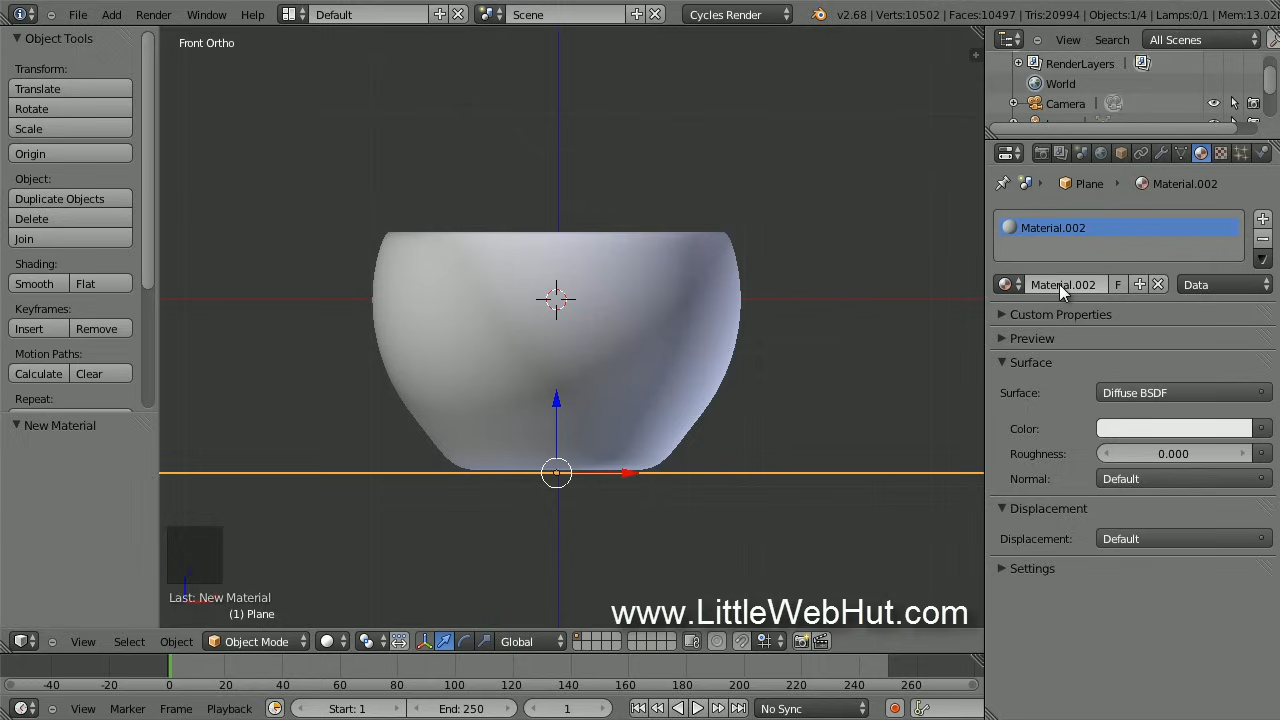 File Add Render Window Help Default Scene Cycles Render v2.68 | Verts:10502 | Faces:10497 | Tris:20994 | Objects:1/4 | Lamps:0/1 | Mem:13.02
Object Tools
Transform:
Translate
Rotate
Scale
Origin
Object:
Duplicate Objects
Delete
Join
Shading:
Smooth Flat
Keyframes:
Insert Remove
Motion Paths:
Calculate Clear
Repeat:
New Material
Front Ortho
Last: New Material
(1) Plane
www.LittleWebHut.com
View Search All Scenes
RenderLayers
World
Camera
Plane Material.002
Material.002
Material.002 F Data
Custom Properties
Preview
Surface
Surface: Diffuse BSDF
Color:
Roughness: 0.000
Normal: Default
Displacement
Displacement: Default
Settings
View Select Object Object Mode Global
-40 -20 0 20 40 60 80 100 120 140 160 180 200 220 240 260
View Marker Frame Playback Start: 1 End: 250 1 No Sync